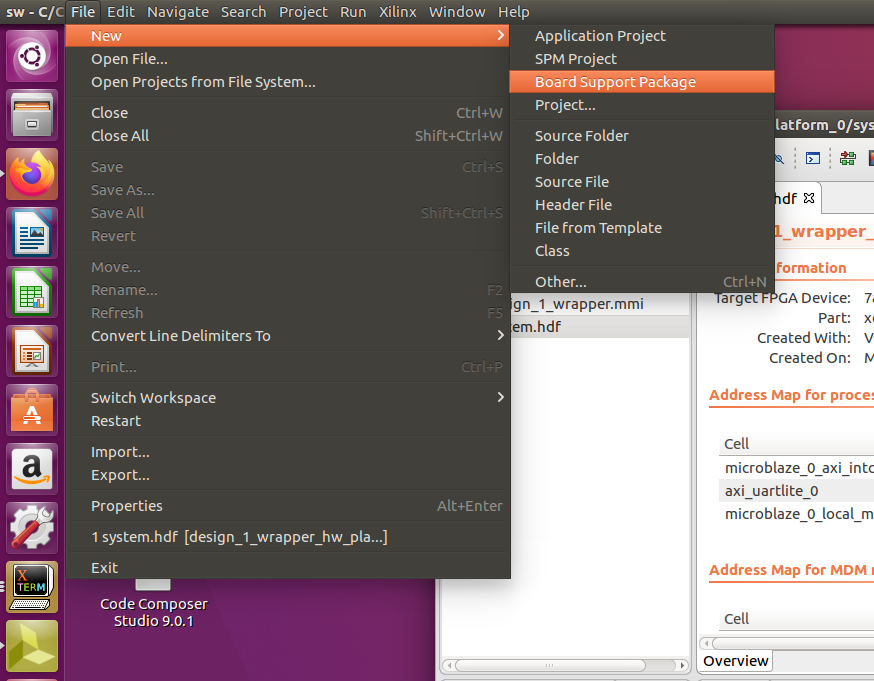 sw - C/C File Edit Navigate Search Project Run Xilinx Window Help
New
Open File...
Open Projects from File System...
Close Ctrl+W
Close All Shift+Ctrl+W
Save Ctrl+S
Save As...
Save All Shift+Ctrl+S
Revert
Move...
Rename... F2
Refresh F5
Convert Line Delimiters To
Print... Ctrl+P
Switch Workspace
Restart
Import...
Export...
Properties Alt+Enter
1 system.hdf [design_1_wrapper_hw_pla...]
Exit
Application Project
SPM Project
Board Support Package
Project...
Source Folder
Folder
Source File
Header File
File from Template
Class
Other... Ctrl+N
latform_0/sys
hdf
1_wrapper_
formation
Target FPGA Device: 7a
Part: xc
Created With: V
Created On: M
Address Map for proces
Cell
microblaze_0_axi_intc
axi_uartlite_0
microblaze_0_local_m
Address Map for MDM
Cell
Overview
ign_1_wrapper.mmi
tem.hdf
Code Composer
Studio 9.0.1
a
X
TERM